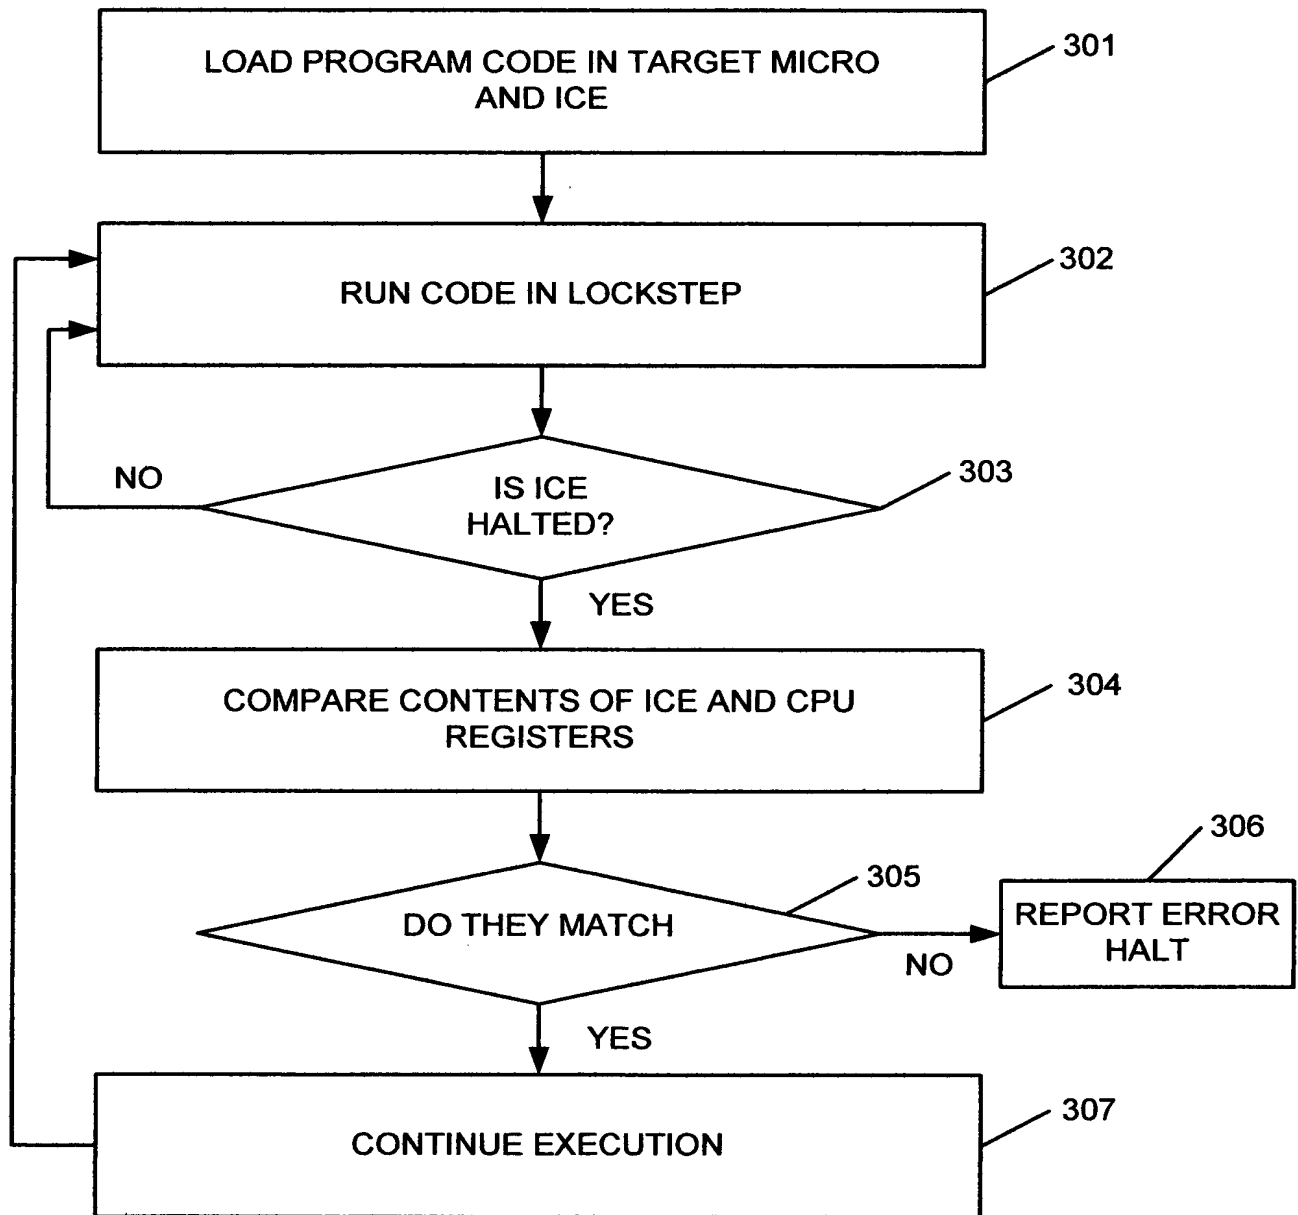 LOAD PROGRAM CODE IN TARGET MICRO
AND ICE
301
RUN CODE IN LOCKSTEP
302
IS ICE
HALTED?
303
NO
YES
COMPARE CONTENTS OF ICE AND CPU
REGISTERS
304
DO THEY MATCH
305
306
REPORT ERROR
HALT
NO
YES
CONTINUE EXECUTION
307